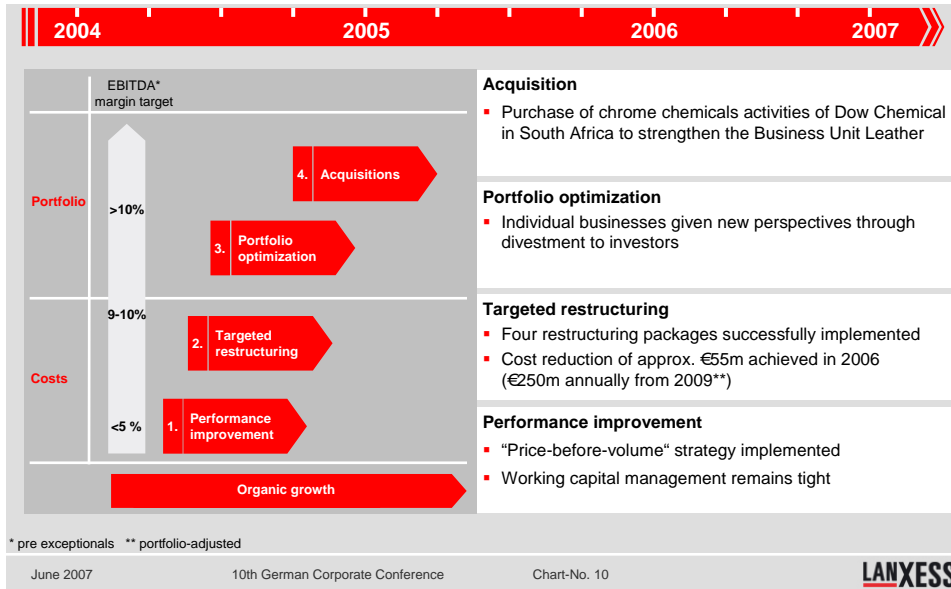 2004 2005 2006 2007
EBITDA*
margin target
Portfolio
>10%
4. Acquisitions
3. Portfolio
optimization
9-10%
2. Targeted
restructuring
Costs
<5 %
1. Performance
improvement
Organic growth
Acquisition
▪ Purchase of chrome chemicals activities of Dow Chemical
in South Africa to strengthen the Business Unit Leather
Portfolio optimization
▪ Individual businesses given new perspectives through
divestment to investors
Targeted restructuring
▪ Four restructuring packages successfully implemented
▪ Cost reduction of approx. €55m achieved in 2006
(€250m annually from 2009**)
Performance improvement
▪ “Price-before-volume“ strategy implemented
▪ Working capital management remains tight
* pre exceptionals ** portfolio-adjusted
June 2007 10th German Corporate Conference Chart-No. 10
LANXESS